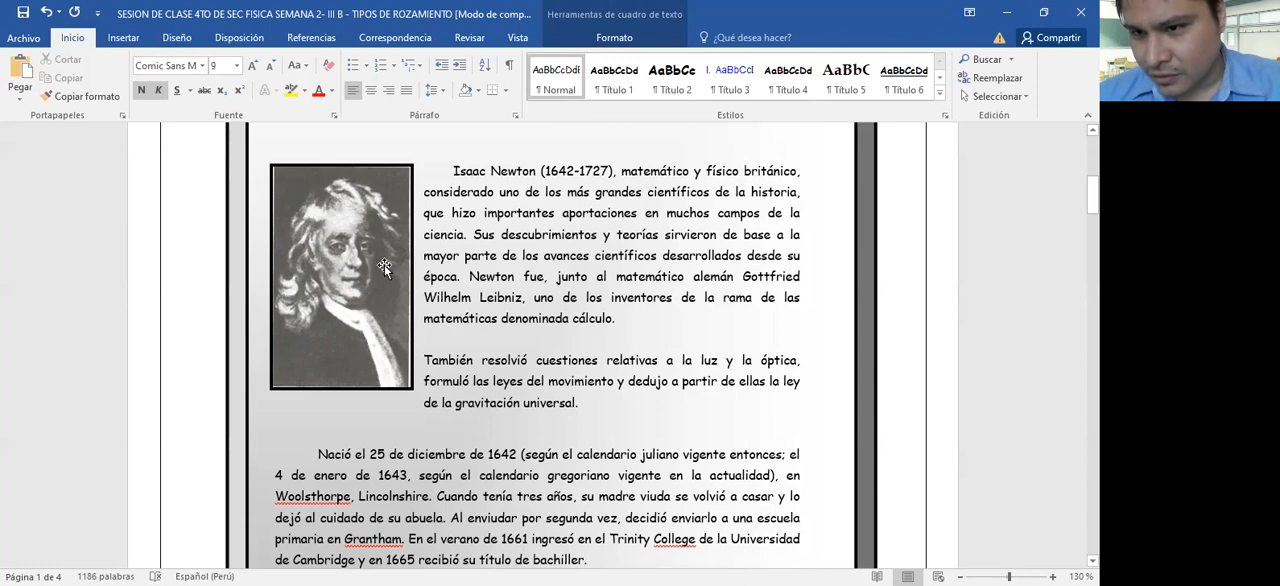 SESION DE CLASE 4TO DE SEC FISICA SEMANA 2- III B - TIPOS DE ROZAMIENTO [Modo de comp...
Herramientas de cuadro de texto
Archivo
Inicio
Insertar
Diseño
Disposición
Referencias
Correspondencia
Revisar
Vista
Formato
¿Qué desea hacer?
Compartir
Pegar
Cortar
Copiar
Copiar formato
Portapapeles
Comic Sans M
9
Aa
N K S abc x₂ x²
Fuente
Párrafo
AaBbCcDdE
¶ Normal
AaBbCcDd
¶ Título 1
AaBbCc
¶ Título 2
I. AaBbCcI
¶ Título 3
AaBbCcDd
¶ Título 4
AaBbC
¶ Título 5
AaBbCcDd
¶ Título 6
Estilos
Buscar
Reemplazar
Seleccionar
Edición
Isaac Newton (1642-1727), matemático y físico británico,
considerado uno de los más grandes científicos de la historia,
que hizo importantes aportaciones en muchos campos de la
ciencia. Sus descubrimientos y teorías sirvieron de base a la
mayor parte de los avances científicos desarrollados desde su
época. Newton fue, junto al matemático alemán Gottfried
Wilhelm Leibniz, uno de los inventores de la rama de las
matemáticas denominada cálculo.
También resolvió cuestiones relativas a la luz y la óptica,
formuló las leyes del movimiento y dedujo a partir de ellas la ley
de la gravitación universal.
Nació el 25 de diciembre de 1642 (según el calendario juliano vigente entonces; el
4 de enero de 1643, según el calendario gregoriano vigente en la actualidad), en
Woolsthorpe, Lincolnshire. Cuando tenía tres años, su madre viuda se volvió a casar y lo
dejó al cuidado de su abuela. Al enviudar por segunda vez, decidió enviarlo a una escuela
primaria en Grantham. En el verano de 1661 ingresó en el Trinity College de la Universidad
de Cambridge y en 1665 recibió su título de bachiller.
Página 1 de 4
1186 palabras
Español (Perú)
130 %